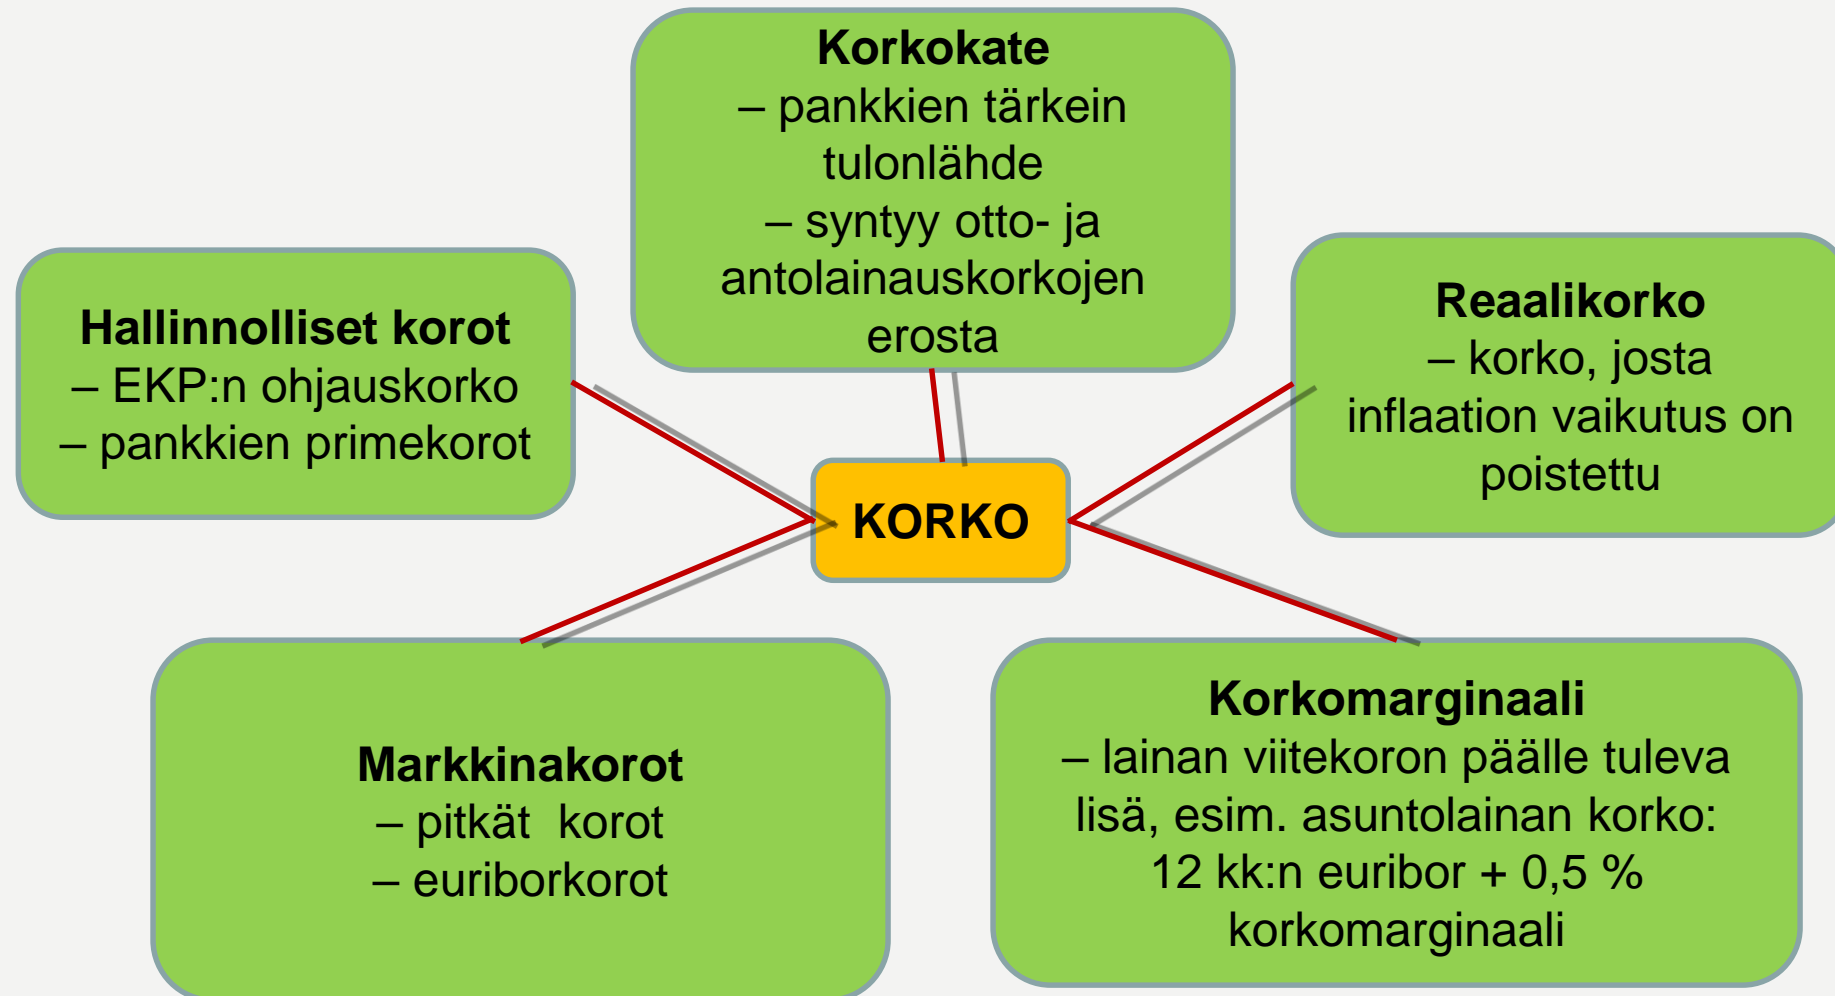 Korkokate
– pankkien tärkein
tulonlähde
– syntyy otto- ja
antolainauskorkojen
erosta
Hallinnolliset korot
– EKP:n ohjauskorko
– pankkien primekorot
Reaalikorko
– korko, josta
inflaation vaikutus on
poistettu
KORKO
Markkinakorot
– pitkät  korot
– euriborkorot
Korkomarginaali
– lainan viitekoron päälle tuleva
lisä, esim. asuntolainan korko:
12 kk:n euribor + 0,5 %
korkomarginaali